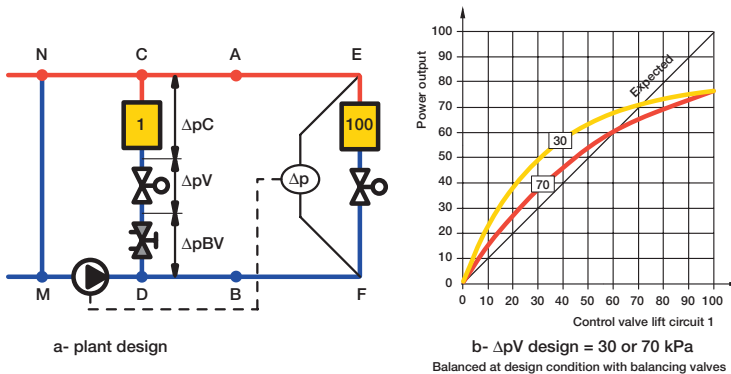 N
C
A
E
1
ΔpC
100
ΔpV
Δp
ΔpBV
M
D
B
F
a- plant design
Power output
100
90
80
70
60
50
40
30
20
10
0
Expected
30
70
0 10 20 30 40 50 60 70 80 90 100
Control valve lift circuit 1
b- ΔpV design = 30 or 70 kPa
Balanced at design condition with balancing valves